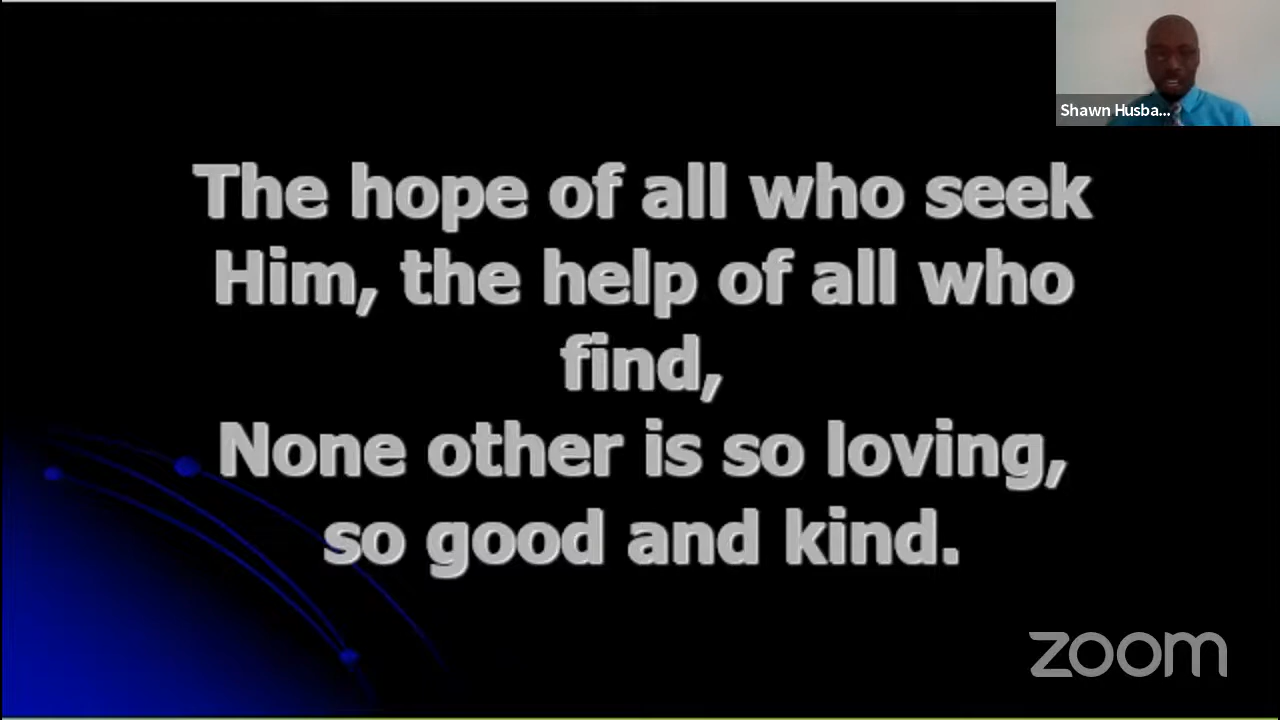 Shawn Husba...
The hope of all who seek
Him, the help of all who
find,
None other is so loving,
so good and kind.
zoom